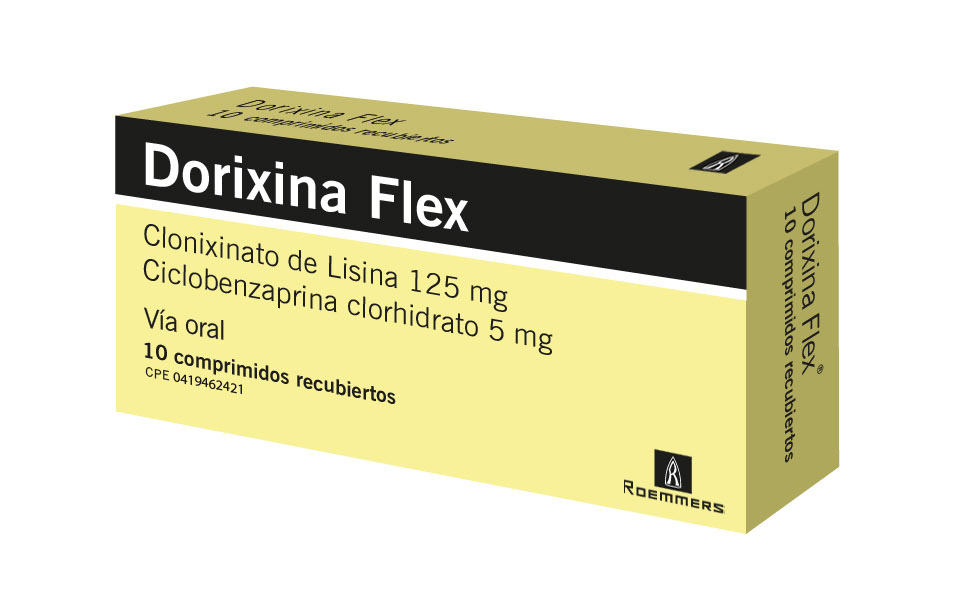 Dorixina Flex
10 comprimidos recubiertos
Dorixina Flex
Clonixinato de Lisina 125 mg
Ciclobenzaprina clorhidrato 5 mg
Vía oral
10 comprimidos recubiertos
CPE 0419462421
ROEMMERS
Dorixina Flex®
10 comprimidos recubiertos